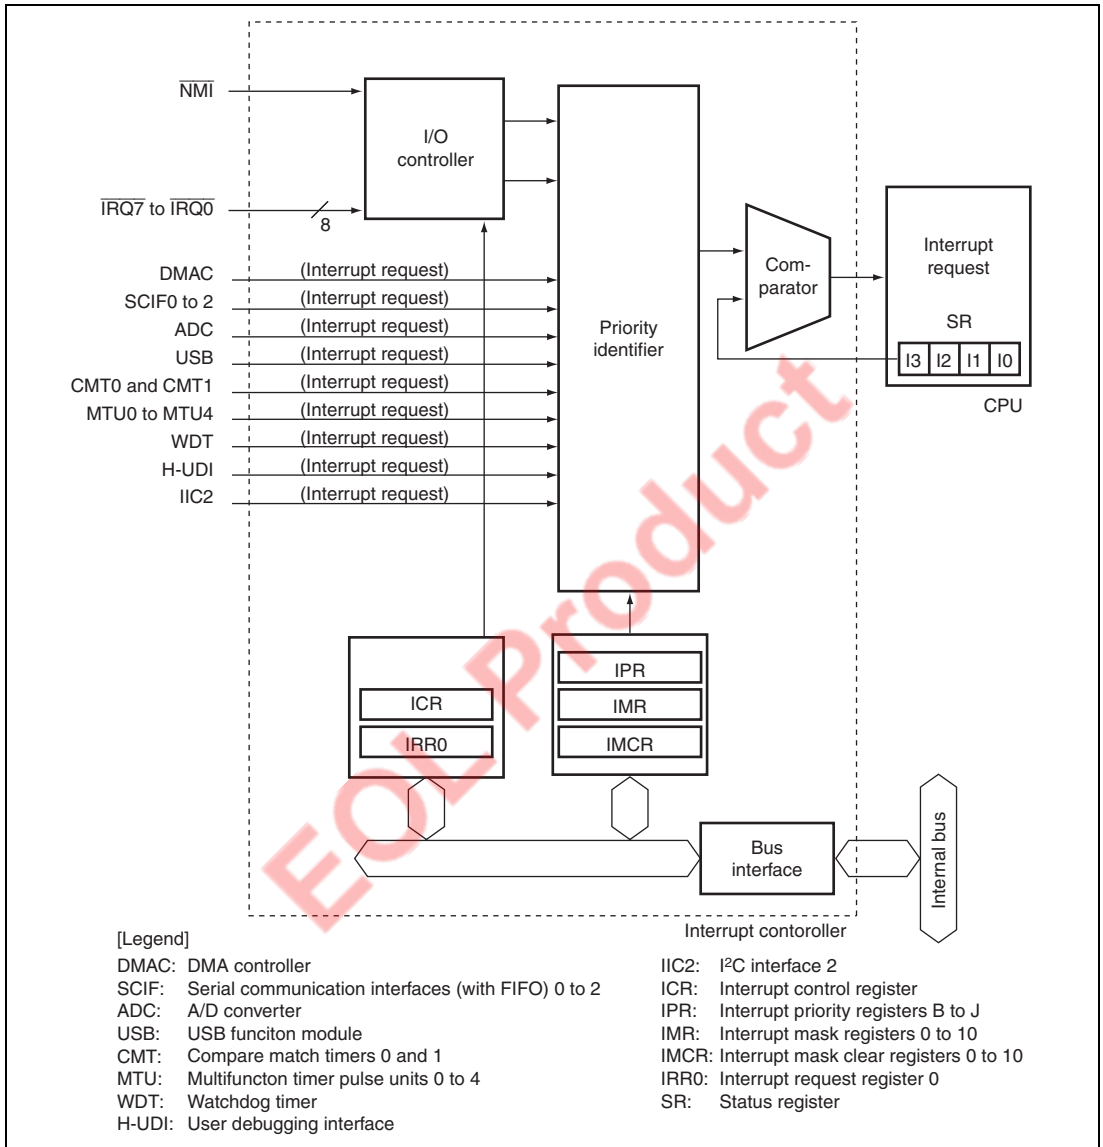 NMI
I/O
controller
IRQ7 to IRQ0
8
DMAC (Interrupt request)
SCIF0 to 2 (Interrupt request)
ADC (Interrupt request)
USB (Interrupt request)
CMT0 and CMT1 (Interrupt request)
MTU0 to MTU4 (Interrupt request)
WDT (Interrupt request)
H-UDI (Interrupt request)
IIC2 (Interrupt request)
Priority
identifier
Com-
parator
Interrupt
request
SR
I3 I2 I1 I0
CPU
ICR
IRR0
IPR
IMR
IMCR
Bus
interface
Internal bus
Interrupt contoroller
EOL Product
[Legend]
DMAC: DMA controller
SCIF: Serial communication interfaces (with FIFO) 0 to 2
ADC: A/D converter
USB: USB funciton module
CMT: Compare match timers 0 and 1
MTU: Multifuncton timer pulse units 0 to 4
WDT: Watchdog timer
H-UDI: User debugging interface
IIC2: I²C interface 2
ICR: Interrupt control register
IPR: Interrupt priority registers B to J
IMR: Interrupt mask registers 0 to 10
IMCR: Interrupt mask clear registers 0 to 10
IRR0: Interrupt request register 0
SR: Status register